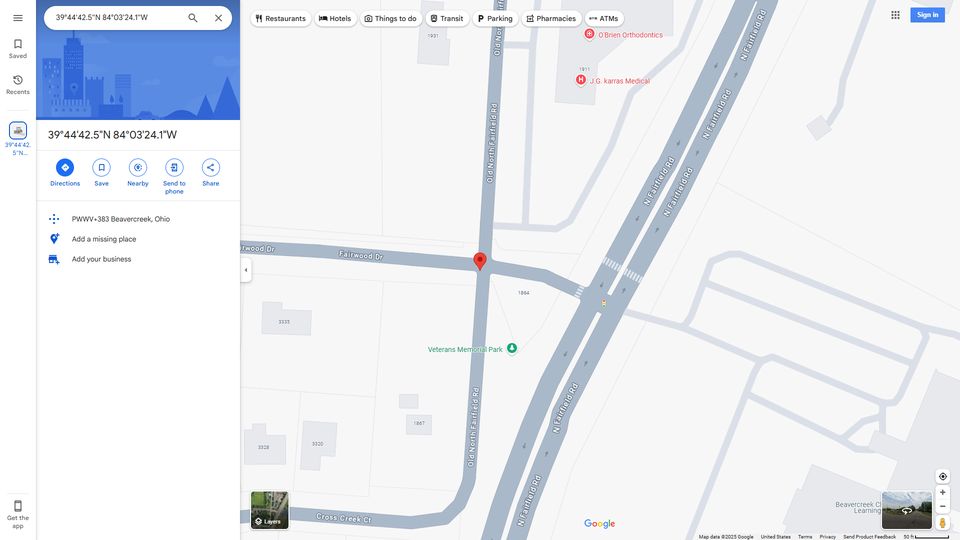 39°44'42.5"N 84°03'24.1"W
Restaurants
Hotels
Things to do
Transit
Parking
Pharmacies
ATMs
Sign in
Saved
Recents
39°44'42.
5"N...
39°44'42.5"N 84°03'24.1"W
Directions
Save
Nearby
Send to
phone
Share
PWWV+383 Beavercreek, Ohio
Add a missing place
Add your business
Get the
app
1931
Old North
O'Brien Orthodontics
1911
J.G. karras Medical
N Fairfield Rd
N Fairfield Rd
Old North Fairfield Rd
N Fairfield Rd
N Fairfield Rd
Fairwood Dr
1864
3335
Veterans Memorial Park
Old North Fairfield Rd
N Fairfield Rd
1867
3328
3320
N Fairfield Rd
Cross Creek Ct
Layers
Google
Learning
Map data ©2025 Google
United States
Terms
Privacy
Send Product Feedback
50 ft